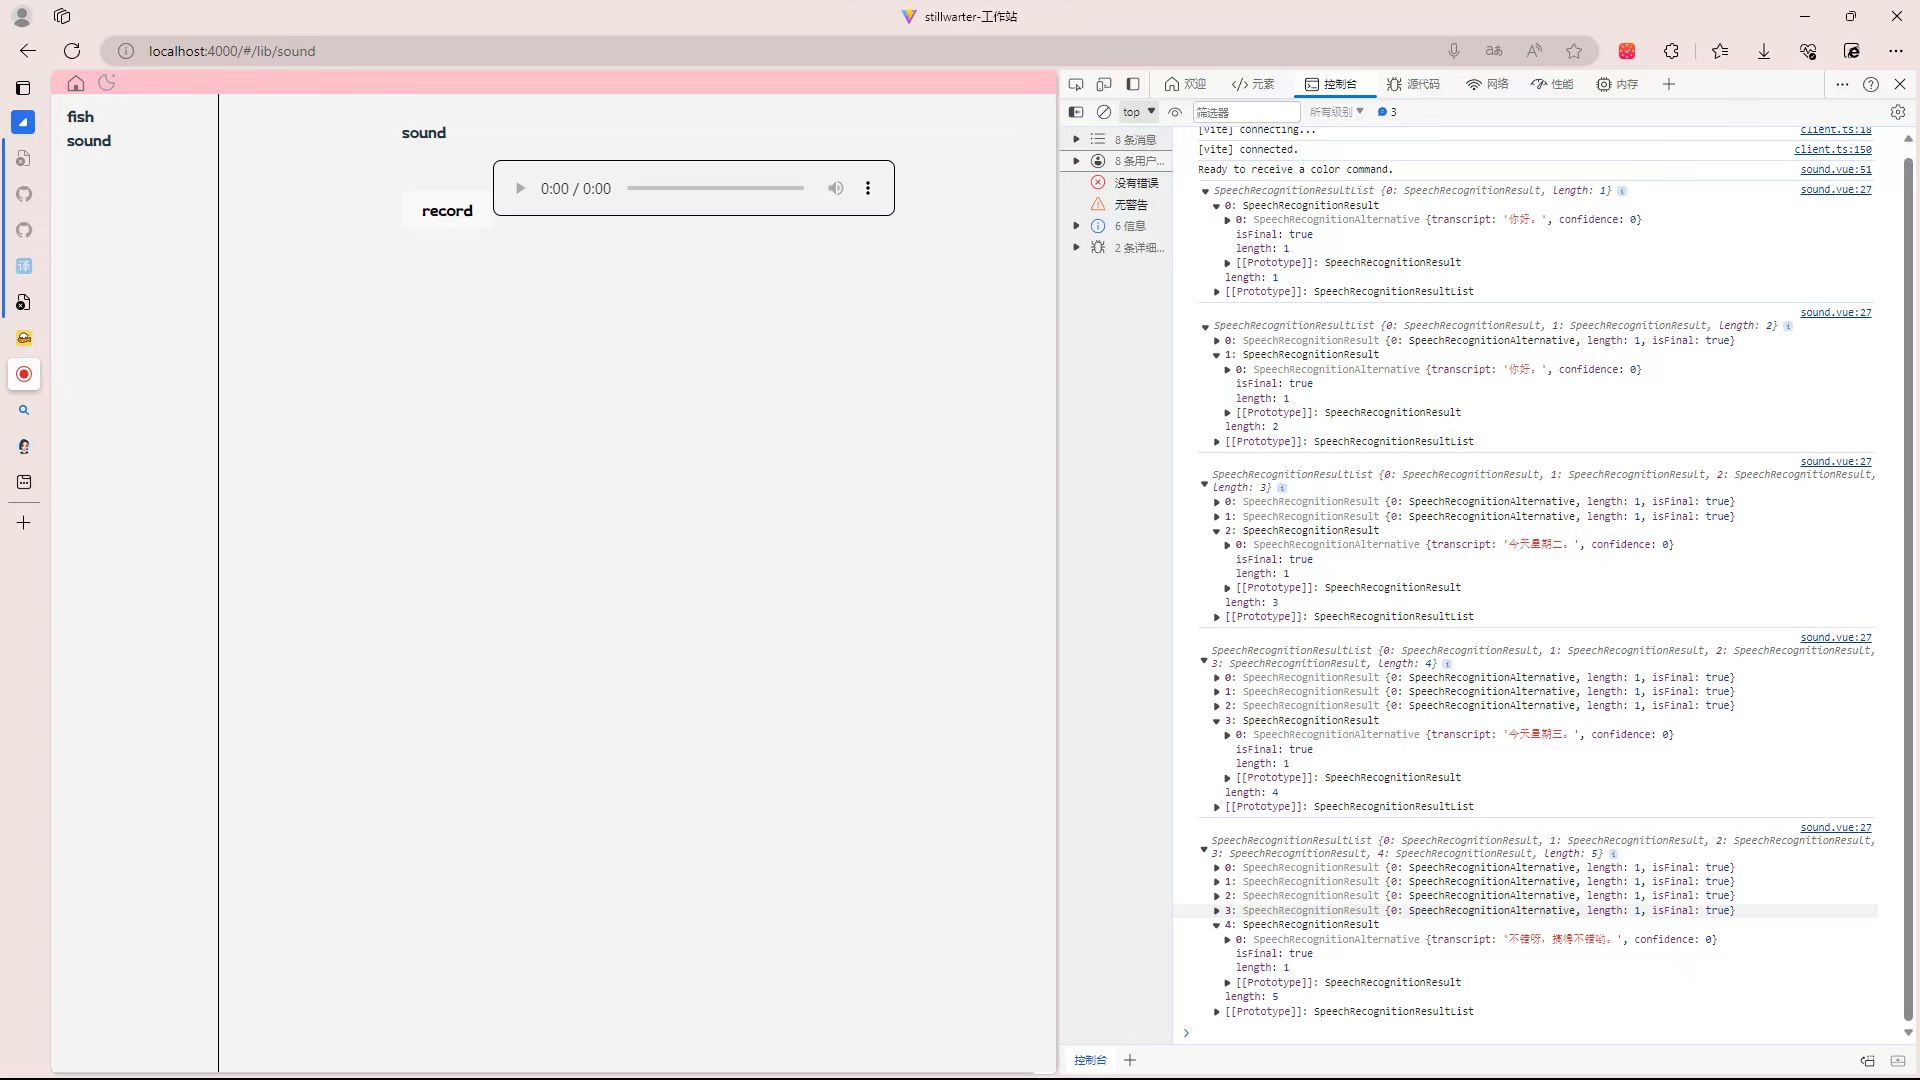 stillwarter-工作站
localhost:4000/#/lib/sound
fish
sound
sound
0:00 / 0:00
record
欢迎
元素
控制台
源代码
网络
性能
内存
top
筛选器
所有级别
3
8 条消息
8 条用户...
没有错误
无警告
6 信息
2 条详细...
[vite] connecting... client.ts:18
[vite] connected. client.ts:150
Ready to receive a color command. sound.vue:51
SpeechRecognitionResultList {0: SpeechRecognitionResult, length: 1} sound.vue:27
0: SpeechRecognitionResult
0: SpeechRecognitionAlternative {transcript: '你好。', confidence: 0}
isFinal: true
length: 1
[[Prototype]]: SpeechRecognitionResult
length: 1
[[Prototype]]: SpeechRecognitionResultList
sound.vue:27
SpeechRecognitionResultList {0: SpeechRecognitionResult, 1: SpeechRecognitionResult, length: 2}
0: SpeechRecognitionResult {0: SpeechRecognitionAlternative, length: 1, isFinal: true}
1: SpeechRecognitionResult
0: SpeechRecognitionAlternative {transcript: '你好。', confidence: 0}
isFinal: true
length: 1
[[Prototype]]: SpeechRecognitionResult
length: 2
[[Prototype]]: SpeechRecognitionResultList
sound.vue:27
SpeechRecognitionResultList {0: SpeechRecognitionResult, 1: SpeechRecognitionResult, 2: SpeechRecognitionResult,
length: 3}
0: SpeechRecognitionResult {0: SpeechRecognitionAlternative, length: 1, isFinal: true}
1: SpeechRecognitionResult {0: SpeechRecognitionAlternative, length: 1, isFinal: true}
2: SpeechRecognitionResult
0: SpeechRecognitionAlternative {transcript: '今天星期二。', confidence: 0}
isFinal: true
length: 1
[[Prototype]]: SpeechRecognitionResult
length: 3
[[Prototype]]: SpeechRecognitionResultList
sound.vue:27
SpeechRecognitionResultList {0: SpeechRecognitionResult, 1: SpeechRecognitionResult, 2: SpeechRecognitionResult,
3: SpeechRecognitionResult, length: 4}
0: SpeechRecognitionResult {0: SpeechRecognitionAlternative, length: 1, isFinal: true}
1: SpeechRecognitionResult {0: SpeechRecognitionAlternative, length: 1, isFinal: true}
2: SpeechRecognitionResult {0: SpeechRecognitionAlternative, length: 1, isFinal: true}
3: SpeechRecognitionResult
0: SpeechRecognitionAlternative {transcript: '今天星期三。', confidence: 0}
isFinal: true
length: 1
[[Prototype]]: SpeechRecognitionResult
length: 4
[[Prototype]]: SpeechRecognitionResultList
sound.vue:27
SpeechRecognitionResultList {0: SpeechRecognitionResult, 1: SpeechRecognitionResult, 2: SpeechRecognitionResult,
3: SpeechRecognitionResult, 4: SpeechRecognitionResult, length: 5}
0: SpeechRecognitionResult {0: SpeechRecognitionAlternative, length: 1, isFinal: true}
1: SpeechRecognitionResult {0: SpeechRecognitionAlternative, length: 1, isFinal: true}
2: SpeechRecognitionResult {0: SpeechRecognitionAlternative, length: 1, isFinal: true}
3: SpeechRecognitionResult {0: SpeechRecognitionAlternative, length: 1, isFinal: true}
4: SpeechRecognitionResult
0: SpeechRecognitionAlternative {transcript: '不错呀，搞得不错哟。', confidence: 0}
isFinal: true
length: 1
[[Prototype]]: SpeechRecognitionResult
length: 5
[[Prototype]]: SpeechRecognitionResultList
控制台